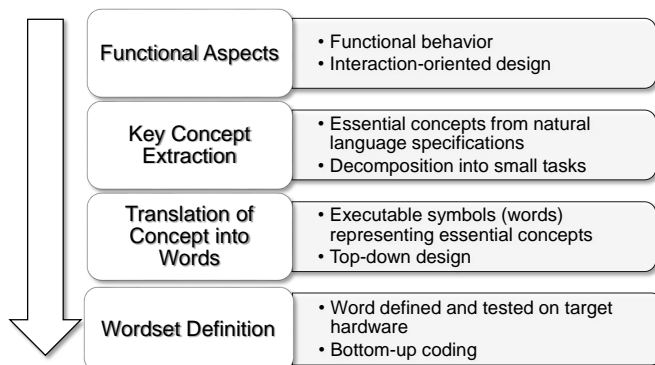 Functional Aspects
• Functional behavior
• Interaction-oriented design
Key Concept
Extraction
• Essential concepts from natural
language specifications
• Decomposition into small tasks
Translation of
Concept into
Words
• Executable symbols (words)
representing essential concepts
• Top-down design
Wordset Definition
• Word defined and tested on target
hardware
• Bottom-up coding